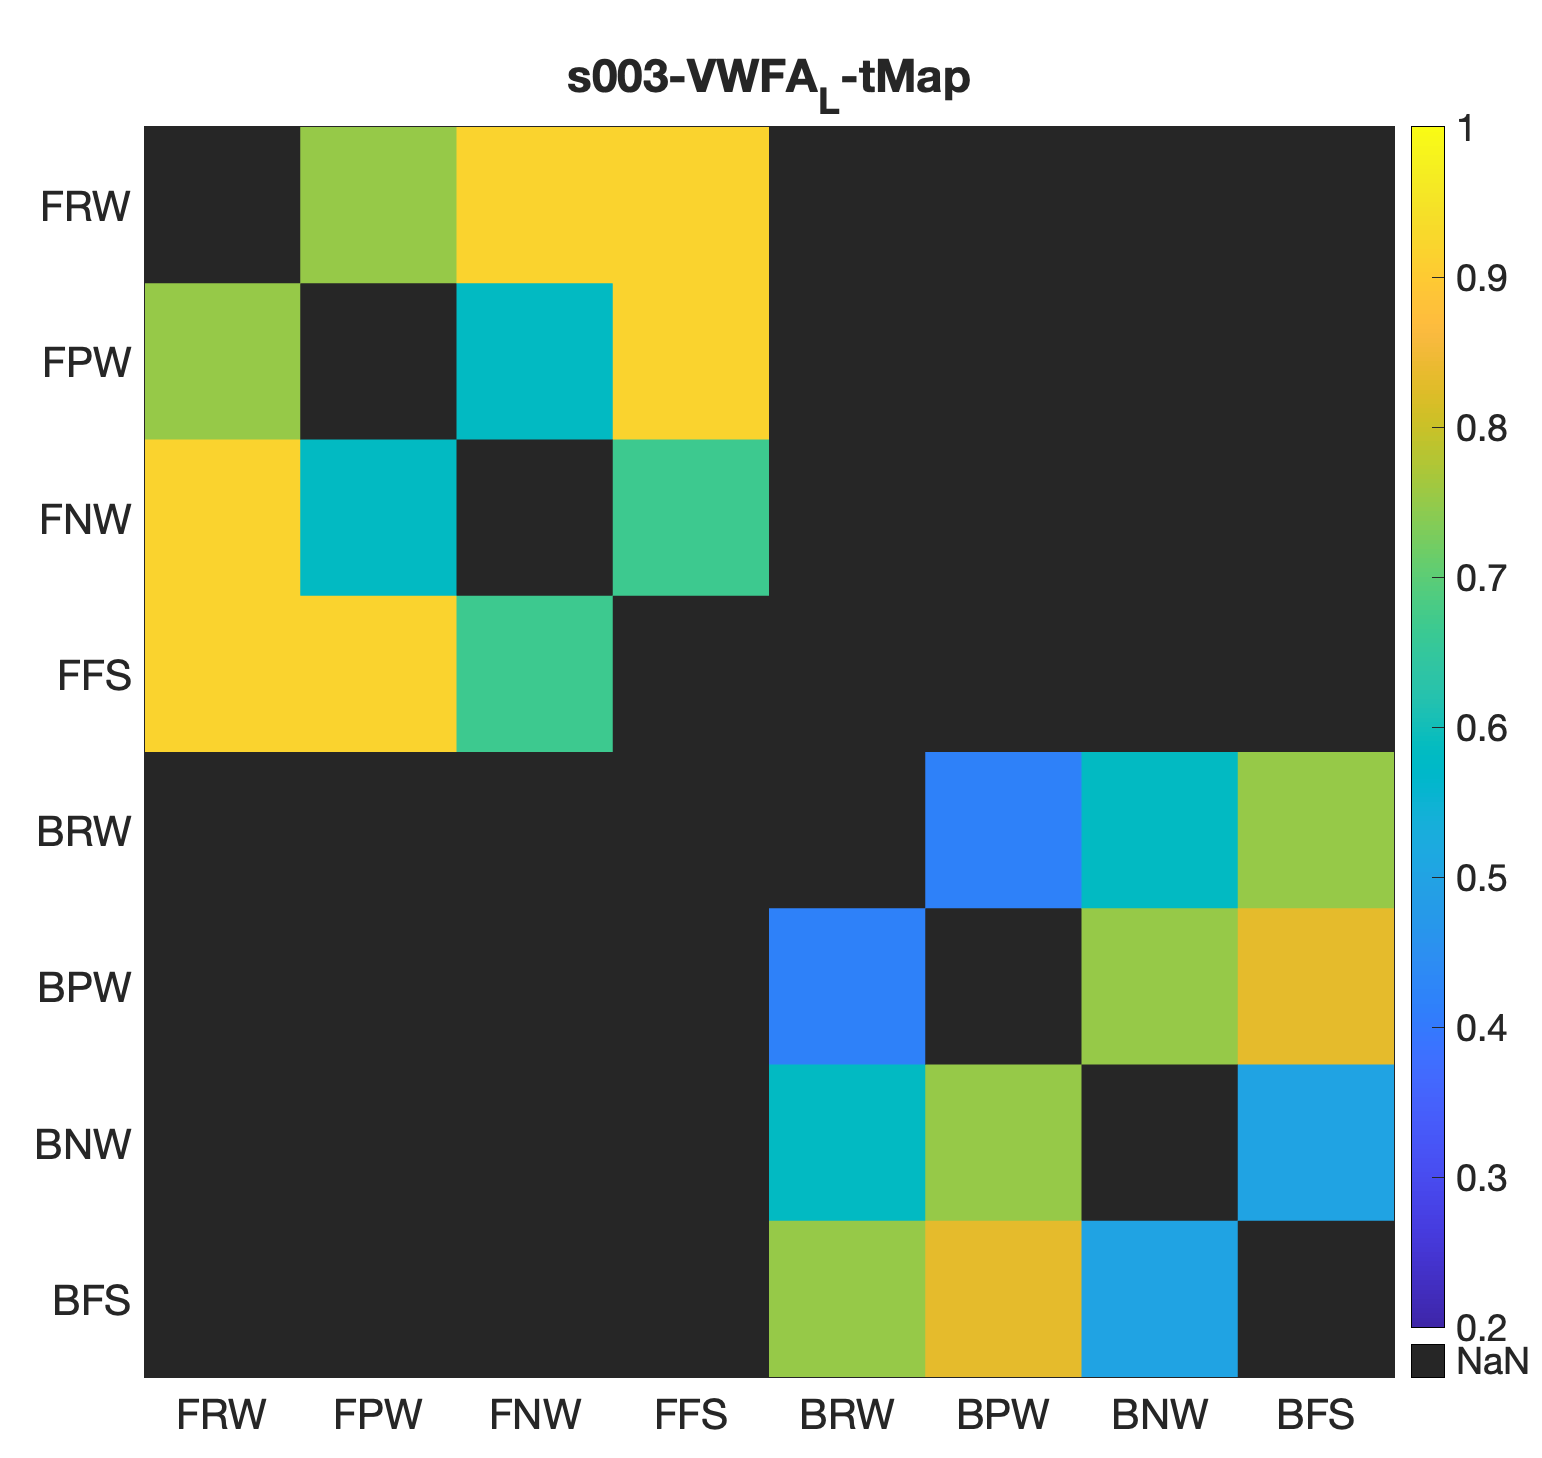 s003-VWFA_L-tMap
FRW
FPW
FNW
FFS
BRW
BPW
BNW
BFS
FRW FPW FNW FFS BRW BPW BNW BFS
1
0.9
0.8
0.7
0.6
0.5
0.4
0.3
0.2
NaN